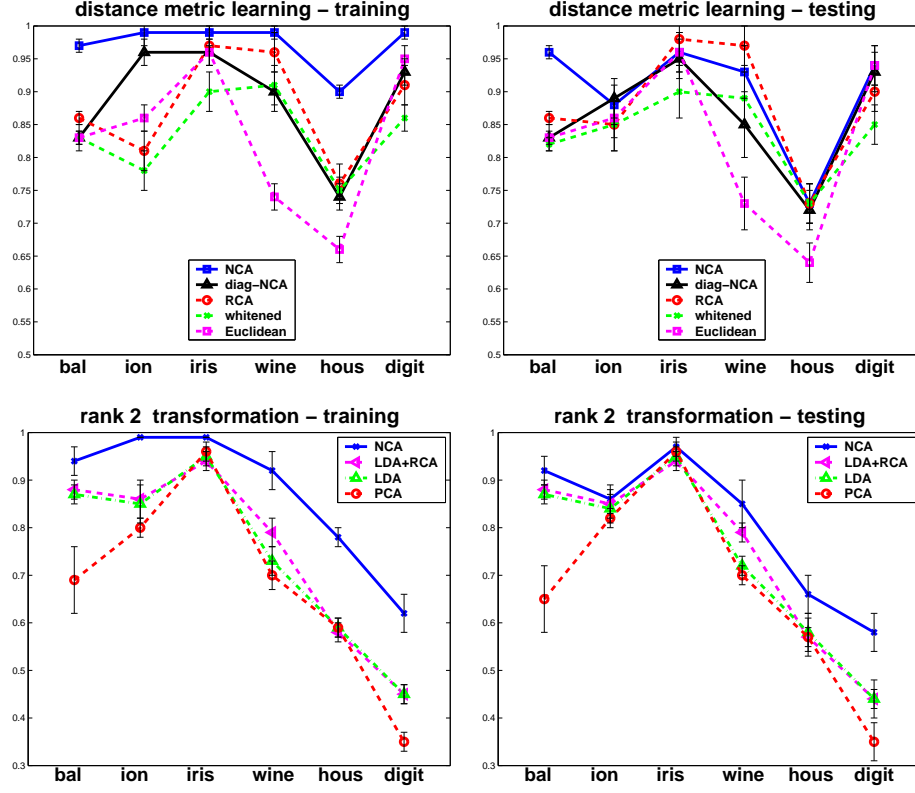 distance metric learning – training
1
0.95
0.9
0.85
0.8
0.75
0.7
0.65
0.6
0.55
0.5
NCA
diag–NCA
RCA
whitened
Euclidean
bal ion iris wine hous digit
distance metric learning – testing
1
0.95
0.9
0.85
0.8
0.75
0.7
0.65
0.6
0.55
0.5
NCA
diag–NCA
RCA
whitened
Euclidean
bal ion iris wine hous digit
rank 2 transformation – training
1
0.9
0.8
0.7
0.6
0.5
0.4
0.3
NCA
LDA+RCA
LDA
PCA
bal ion iris wine hous digit
rank 2 transformation – testing
1
0.9
0.8
0.7
0.6
0.5
0.4
0.3
NCA
LDA+RCA
LDA
PCA
bal ion iris wine hous digit